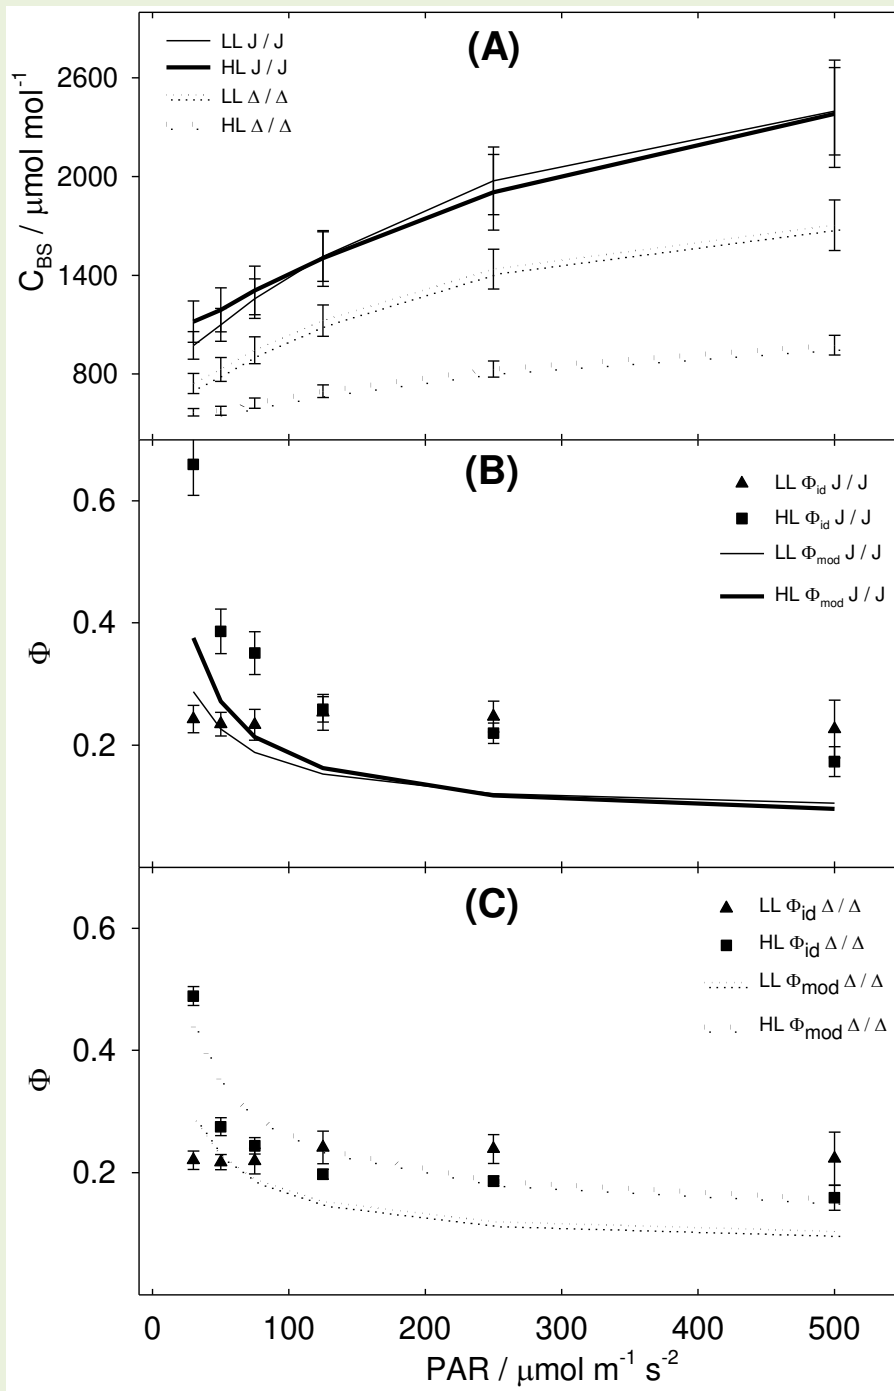 (A)
LL J / J
HL J / J
LL Δ / Δ
HL Δ / Δ
C_BS / μmol mol⁻¹
2600
2000
1400
800
(B)
LL Φ_id J / J
HL Φ_id J / J
LL Φ_mod J / J
HL Φ_mod J / J
Φ
0.6
0.4
0.2
(C)
LL Φ_id Δ / Δ
HL Φ_id Δ / Δ
LL Φ_mod Δ / Δ
HL Φ_mod Δ / Δ
Φ
0.6
0.4
0.2
0 100 200 300 400 500
PAR / μmol m⁻¹ s⁻²